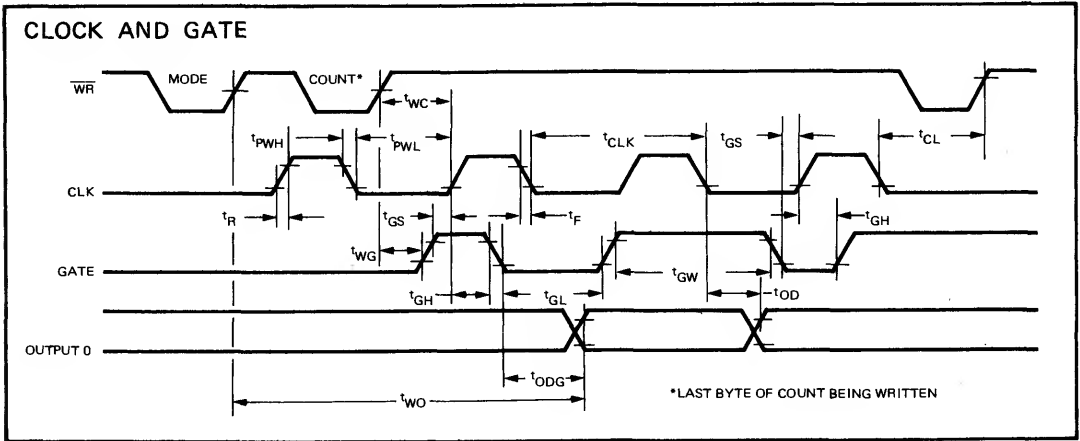 CLOCK AND GATE
WR MODE COUNT*
tWC
tPWH tPWL tCLK tGS tCL
CLK
tR tGS tF tGH
tWG
GATE
tGH tGL tGW tOD
OUTPUT 0
tODG
tWO *LAST BYTE OF COUNT BEING WRITTEN